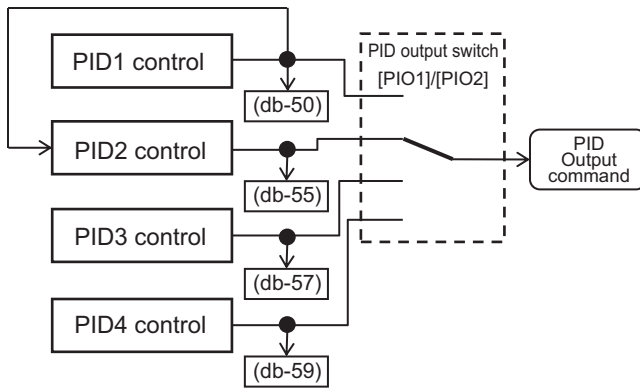 PID1 control
(db-50)
PID output switch
[PIO1]/[PIO2]
PID2 control
(db-55)
PID
Output
command
PID3 control
(db-57)
PID4 control
(db-59)